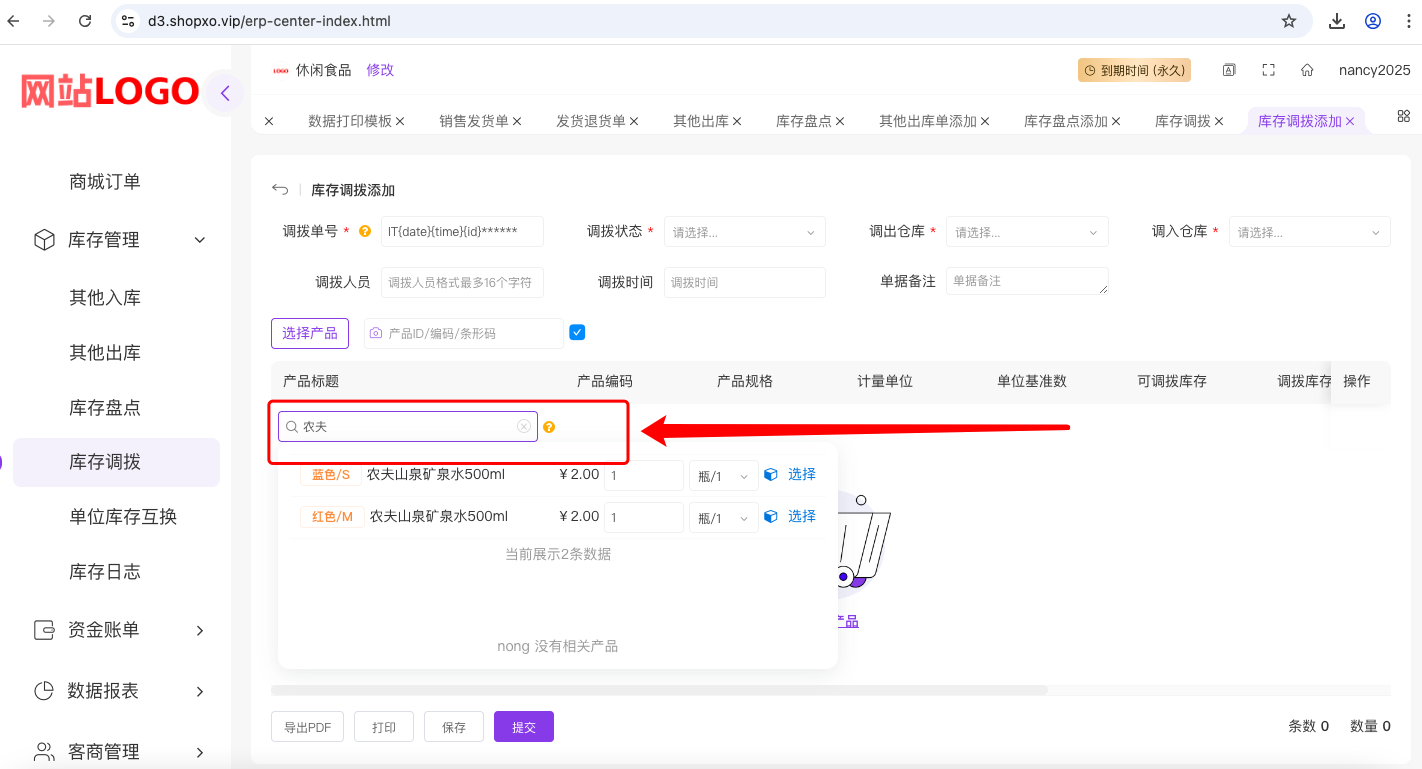 d3.shopxo.vip/erp-center-index.html
网站LOGO
LOGO 休闲食品 修改
到期时间 (永久)
nancy2025
数据打印模板 销售发货单 发货退货单 其他出库 库存盘点 其他出库单添加 库存盘点添加 库存调拨 库存调拨添加
商城订单
库存管理
其他入库
其他出库
库存盘点
库存调拨
单位库存互换
库存日志
资金账单
数据报表
客商管理
库存调拨添加
调拨单号 * IT{date}{time}{id}****** 调拨状态 * 请选择... 调出仓库 * 请选择... 调入仓库 * 请选择...
调拨人员 调拨人员格式最多16个字符 调拨时间 调拨时间 单据备注 单据备注
选择产品 产品ID/编码/条形码
产品标题 产品编码 产品规格 计量单位 单位基准数 可调拨库存 调拨库存 操作
农夫
蓝色/S 农夫山泉矿泉水500ml ¥2.00 1 瓶/1 选择
红色/M 农夫山泉矿泉水500ml ¥2.00 1 瓶/1 选择
当前展示2条数据
产品
nong 没有相关产品
导出PDF 打印 保存 提交 条数 0 数量 0